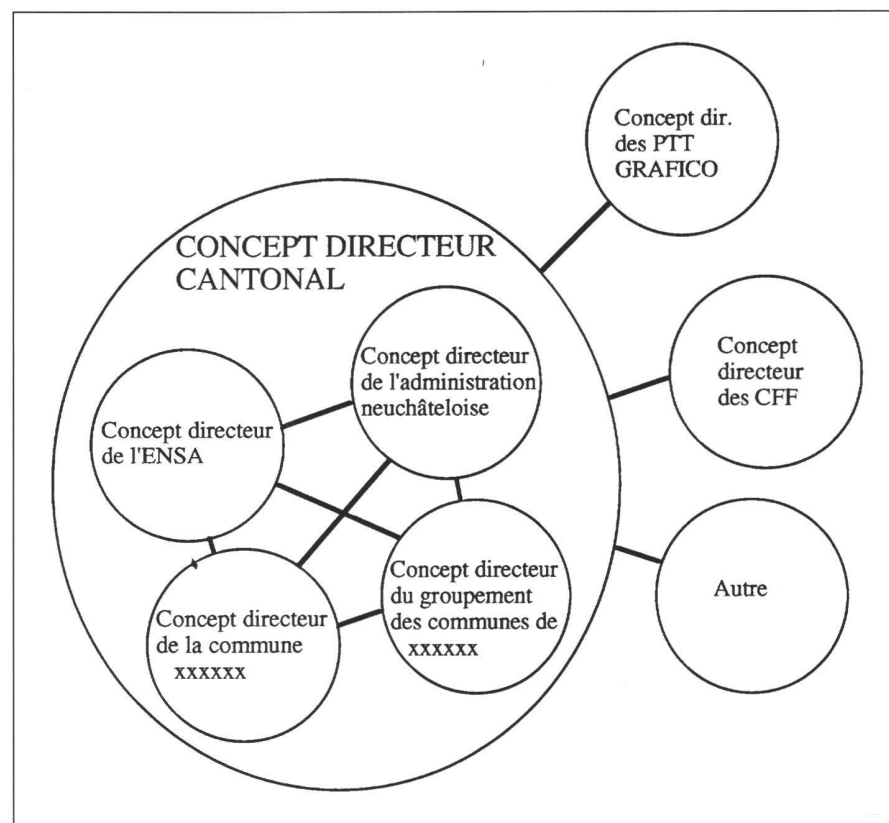 Concept dir.
des PTT
GRAFICO
CONCEPT DIRECTEUR
CANTONAL
Concept directeur
de l'administration
neuchâteloise
Concept
directeur
des CFF
Concept directeur
de l'ENSA
Concept directeur
du groupement
des communes de
xxxxxx
Autre
Concept directeur
de la commune
xxxxxx